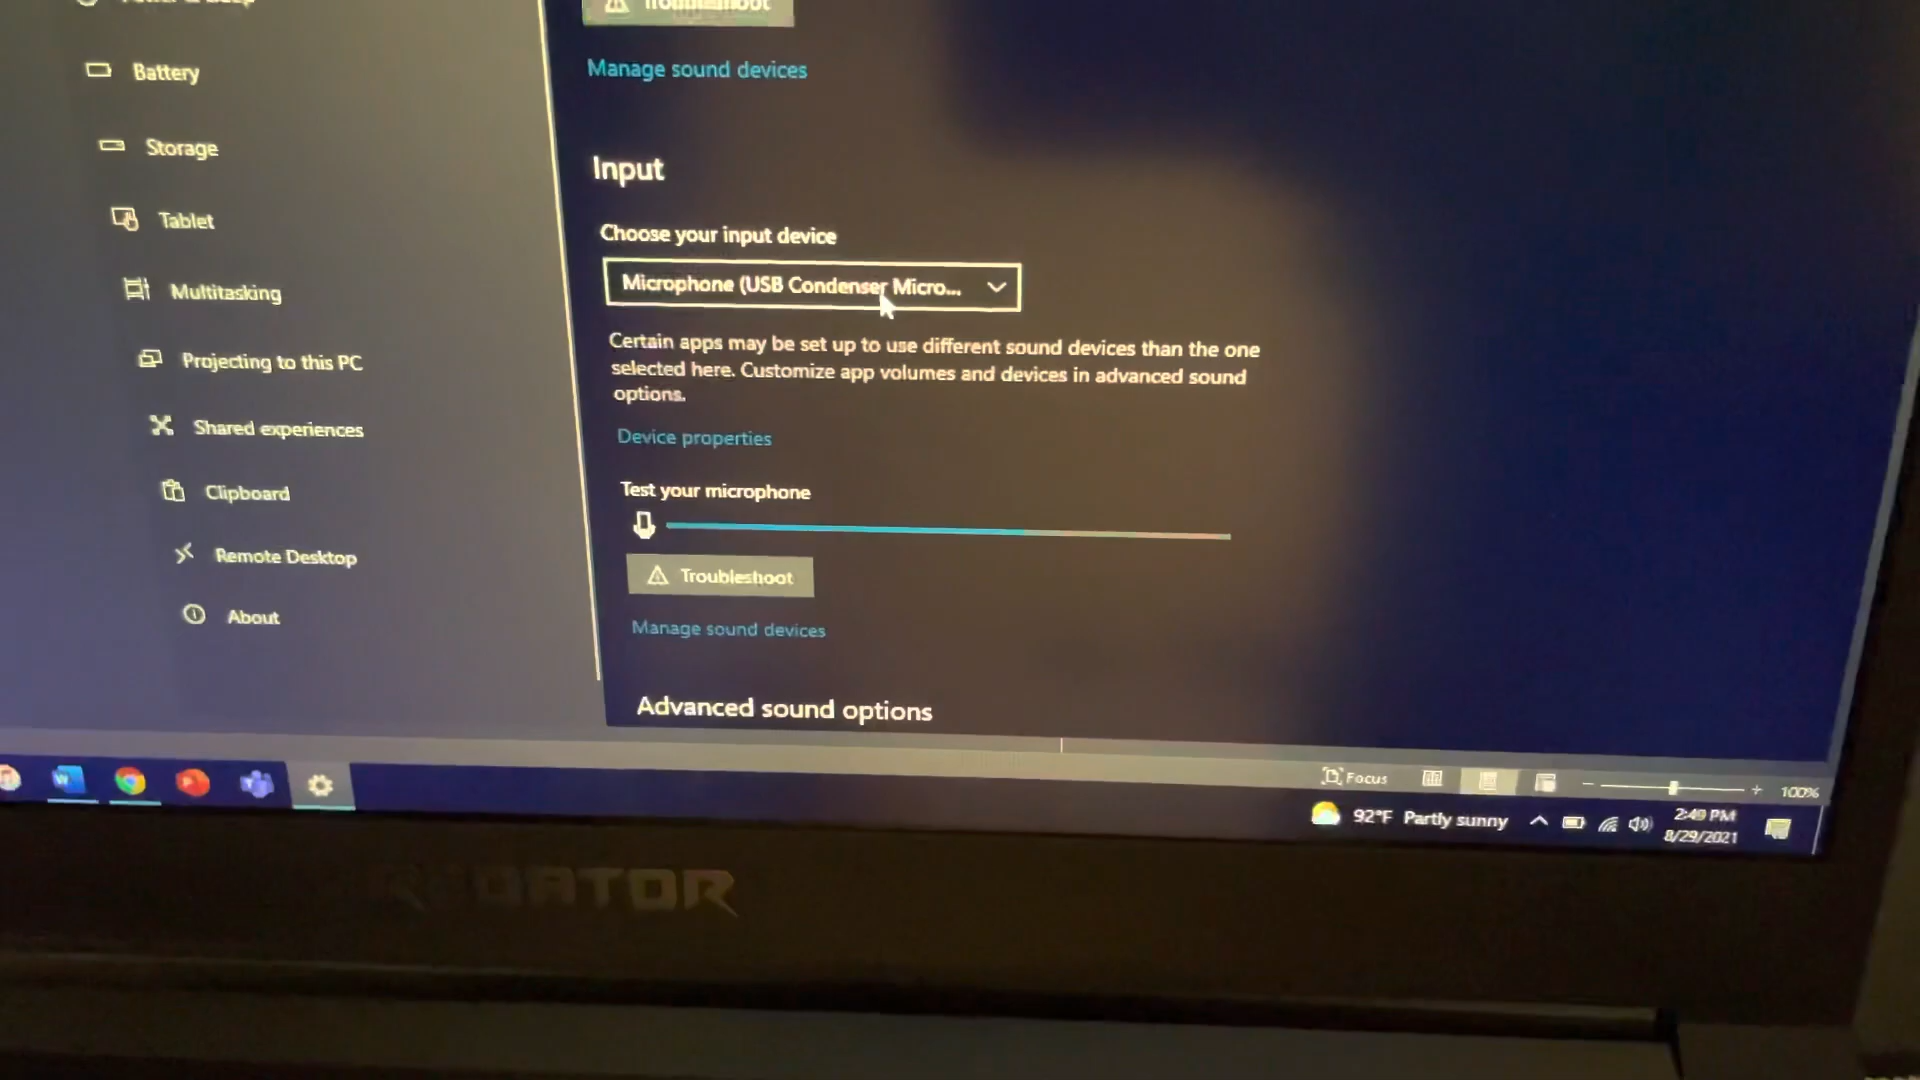 Troubleshoot
Manage sound devices
Battery
Storage
Tablet
Multitasking
Projecting to this PC
Shared experiences
Clipboard
Remote Desktop
About
Input
Choose your input device
Microphone (USB Condenser Micro...
Certain apps may be set up to use different sound devices than the one
selected here. Customize app volumes and devices in advanced sound
options.
Device properties
Test your microphone
Troubleshoot
Manage sound devices
Advanced sound options
Focus
100%
92°F Partly sunny
2:49 PM
8/29/2021
PREDATOR